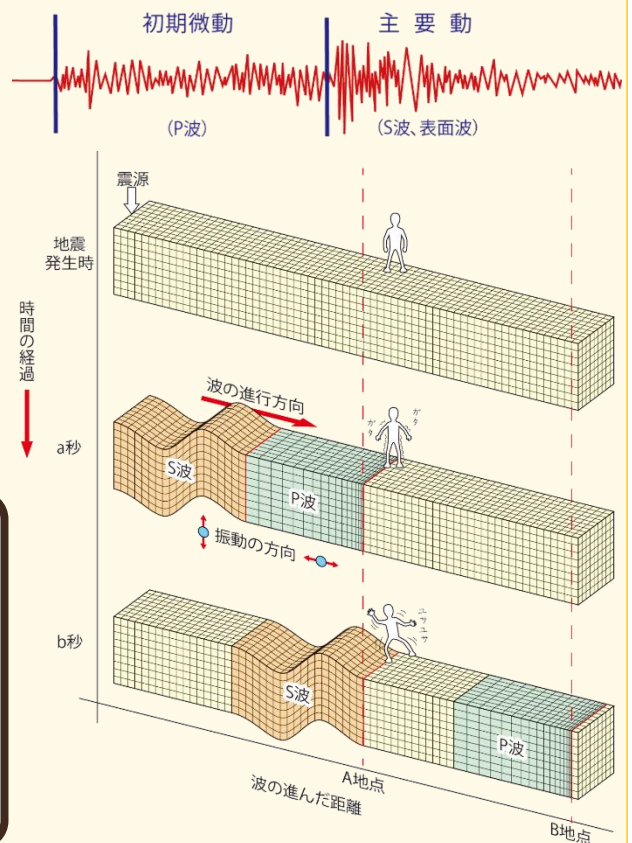 初期微動
主要動
(P波)
(S波、表面波)
震源
地震
発生時
時間の経過
波の進行方向
ガタ
ガタ
a秒
S波
P波
振動の方向
b秒
ユサユサ
S波
P波
A地点
波の進んだ距離
B地点